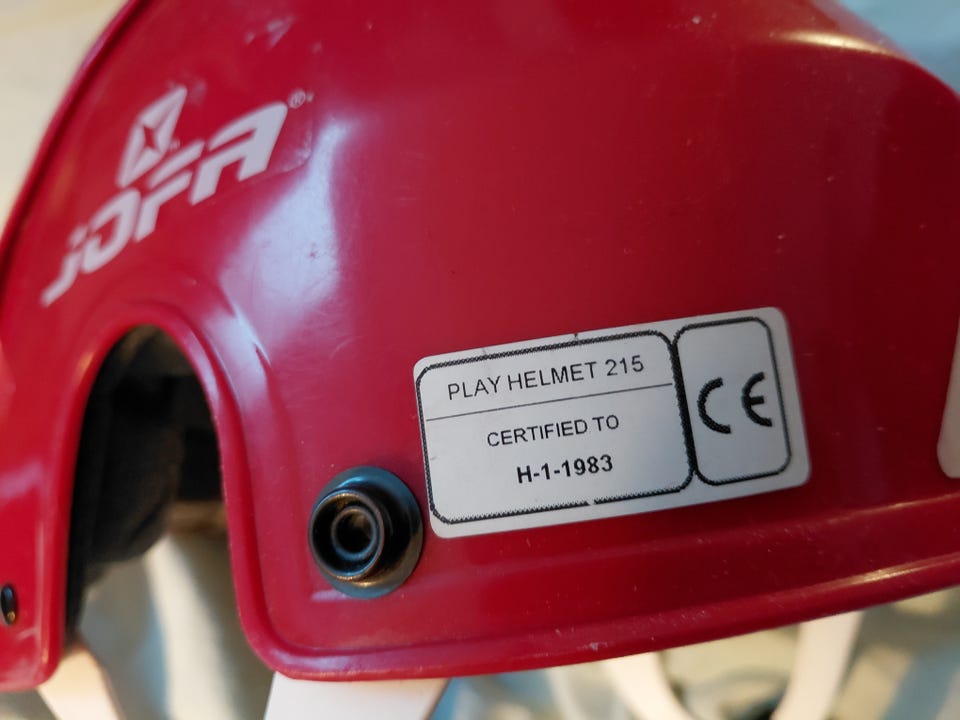 JOFA®
PLAY HELMET 215
CERTIFIED TO
H-1-1983
CE